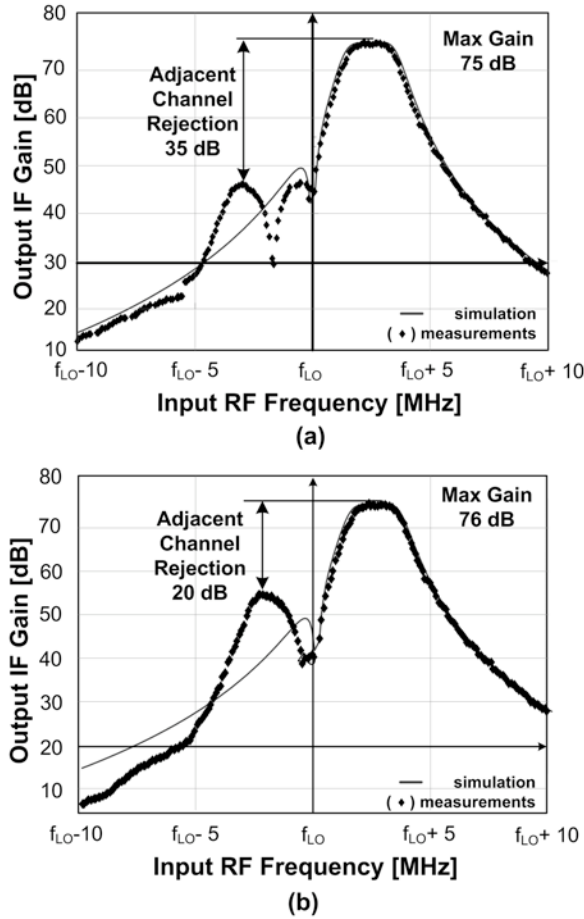 80
70
60
50
40
30
20
10
Output IF Gain [dB]
Adjacent
Channel
Rejection
35 dB
Max Gain
75 dB
— simulation
(♦) measurements
fLO-10
fLO- 5
fLO
fLO+ 5
fLO+ 10
Input RF Frequency [MHz]
(a)
80
70
60
50
40
30
20
10
Output IF Gain [dB]
Adjacent
Channel
Rejection
20 dB
Max Gain
76 dB
— simulation
(♦) measurements
fLO-10
fLO- 5
fLO
fLO+ 5
fLO+ 10
Input RF Frequency [MHz]
(b)